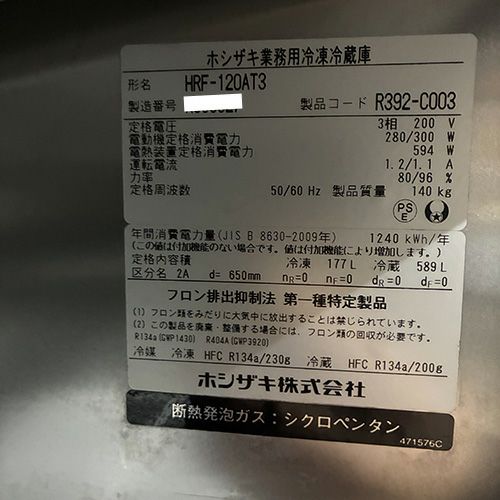 ホシザキ業務用冷凍冷蔵庫
形名 HRF-120AT3
製造番号
製品コード R392-C003
定格電圧 3相 200 V
電動機定格消費電力 280/300 W
電熱装置定格消費電力 594 W
運転電流 1.2/1.1 A
力率 80/96 %
定格周波数 50/60 Hz 製品質量 140 kg
PS E
年間消費電力量(JIS B 8630-2009年) 1240 kWh/年
(この値は付加機能のない場合です。値は付加機能により増加します。)
定格内容積 冷凍 177 L 冷蔵 589 L
区分名 2A d= 650mm nR=0 nF=0 dR=0 dF=0
フロン排出抑制法 第一種特定製品
(1) フロン類をみだりに大気中に放出することは禁じられています。
(2) この製品を廃棄・整備する場合には、フロン類の回収が必要です。
R134a(GWP1430) R404A(GWP3920)
冷媒 冷凍 HFC R134a/230g 冷蔵 HFC R134a/200g
ホシザキ株式会社
断熱発泡ガス：シクロペンタン
471576C